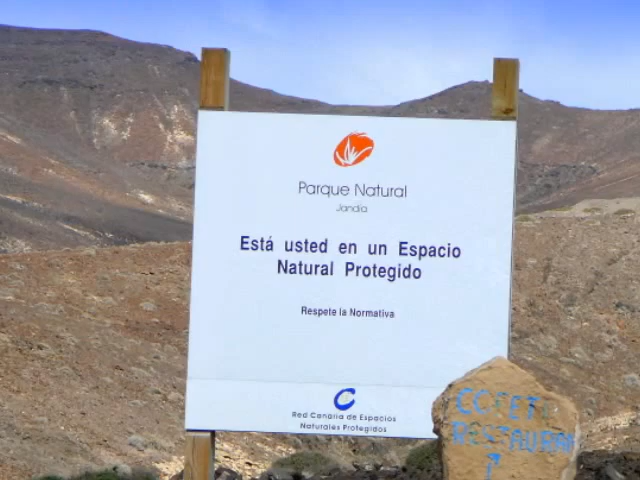 Parque Natural
Jandía
Está usted en un Espacio
Natural Protegido
Respete la Normativa
C
Red Canaria de Espacios
Naturales Protegidos
COFETE
RESTAURAN